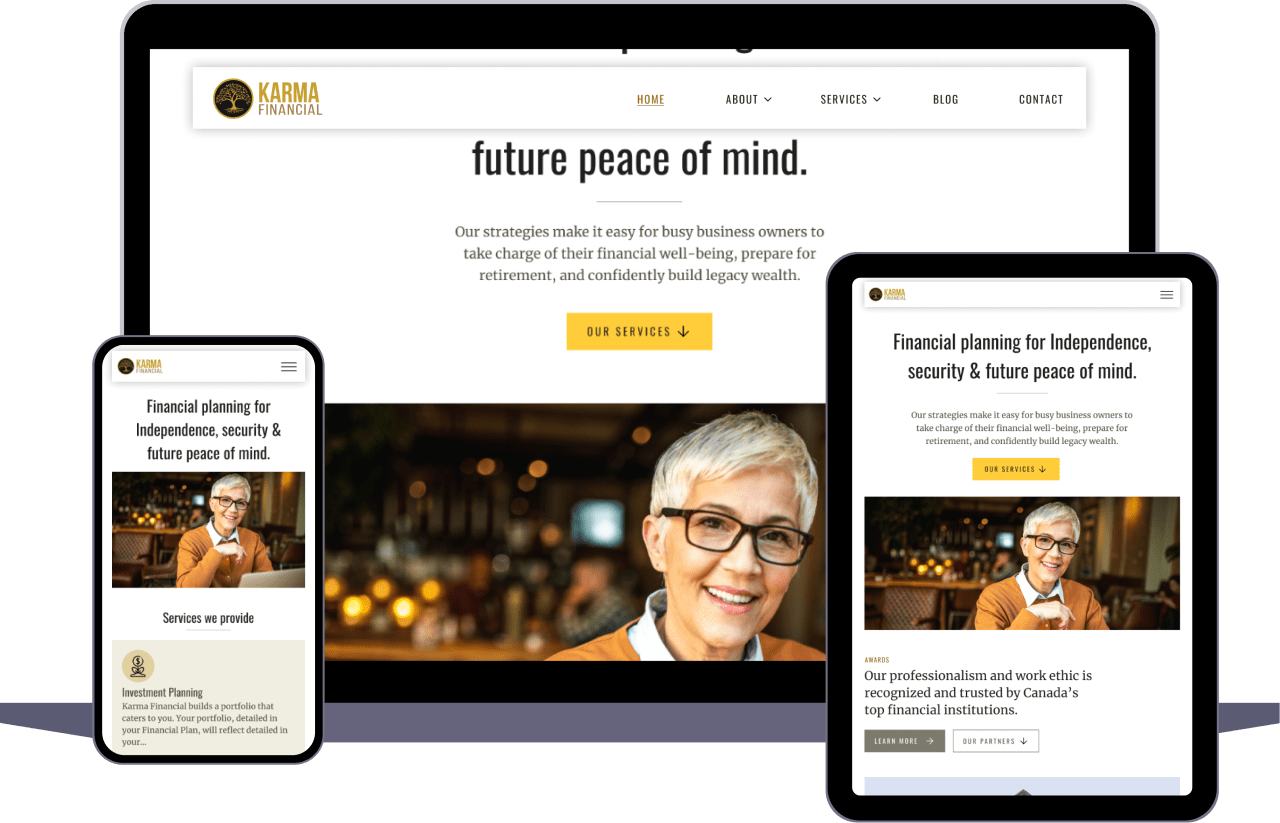 KARMA
FINANCIAL
HOME
ABOUT
SERVICES
BLOG
CONTACT
future peace of mind.
Our strategies make it easy for busy business owners to
take charge of their financial well-being, prepare for
retirement, and confidently build legacy wealth.
OUR SERVICES
KARMA
FINANCIAL
Financial planning for
Independence, security &
future peace of mind.
Services we provide
Investment Planning
Karma Financial builds a portfolio that
caters to you. Your portfolio, detailed in
your Financial Plan, will reflect detailed in
your...
KARMA
FINANCIAL
Financial planning for Independence,
security & future peace of mind.
Our strategies make it easy for busy business owners to
take charge of their financial well-being, prepare for
retirement, and confidently build legacy wealth.
OUR SERVICES
AWARDS
Our professionalism and work ethic is
recognized and trusted by Canada's
top financial institutions.
LEARN MORE
OUR PARTNERS